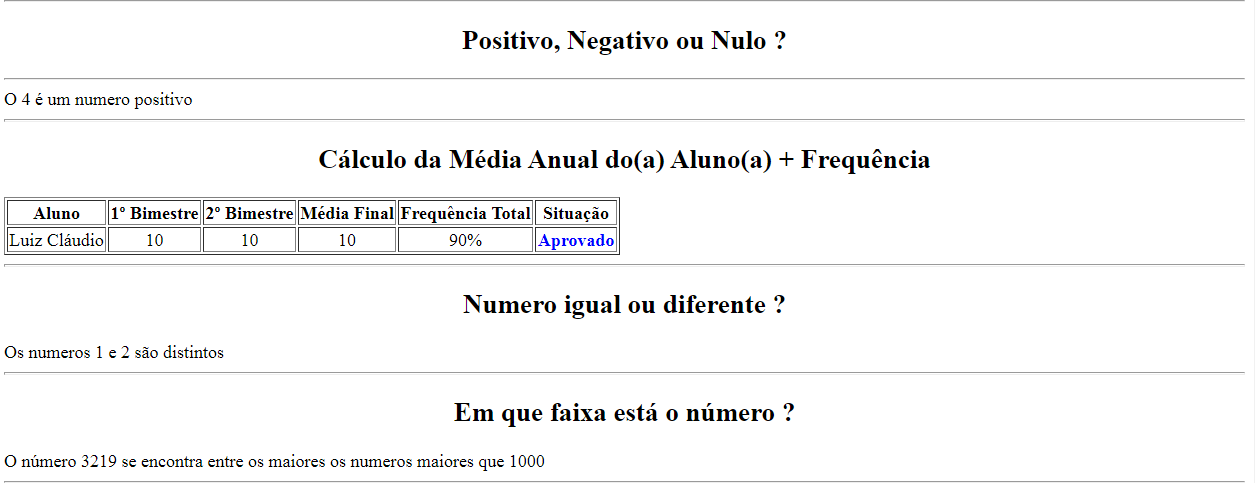 Positivo, Negativo ou Nulo ?
O 4 é um numero positivo
Cálculo da Média Anual do(a) Aluno(a) + Frequência
Aluno 1º Bimestre 2º Bimestre Média Final Frequência Total Situação
Luiz Cláudio 10 10 10 90% Aprovado
Numero igual ou diferente ?
Os numeros 1 e 2 são distintos
Em que faixa está o número ?
O número 3219 se encontra entre os maiores os numeros maiores que 1000